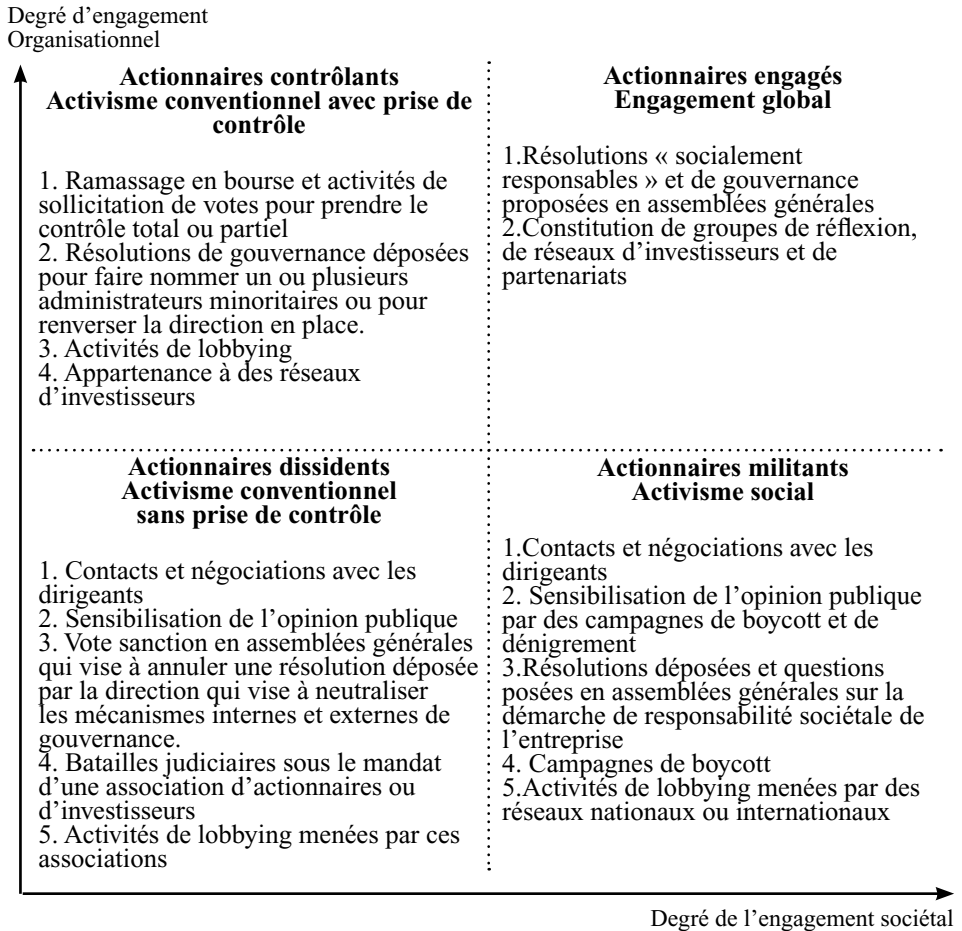 Degré d’engagement
Organisationnel
Actionnaires contrôlants
Activisme conventionnel avec prise de
contrôle
1. Ramassage en bourse et activités de
sollicitation de votes pour prendre le
contrôle total ou partiel
2. Résolutions de gouvernance déposées
pour faire nommer un ou plusieurs
administrateurs minoritaires ou pour
renverser la direction en place.
3. Activités de lobbying
4. Appartenance à des réseaux
d’investisseurs
Actionnaires engagés
Engagement global
1.Résolutions « socialement
responsables » et de gouvernance
proposées en assemblées générales
2.Constitution de groupes de réflexion,
de réseaux d’investisseurs et de
partenariats
Actionnaires dissidents
Activisme conventionnel
sans prise de contrôle
1. Contacts et négociations avec les
dirigeants
2. Sensibilisation de l’opinion publique
3. Vote sanction en assemblées générales
qui vise à annuler une résolution déposée
par la direction qui vise à neutraliser
les mécanismes internes et externes de
gouvernance.
4. Batailles judiciaires sous le mandat
d’une association d’actionnaires ou
d’investisseurs
5. Activités de lobbying menées par ces
associations
Actionnaires militants
Activisme social
1.Contacts et négociations avec les
dirigeants
2. Sensibilisation de l’opinion publique
par des campagnes de boycott et de
dénigrement
3.Résolutions déposées et questions
posées en assemblées générales sur la
démarche de responsabilité sociétale de
l’entreprise
4. Campagnes de boycott
5.Activités de lobbying menées par des
réseaux nationaux ou internationaux
Degré de l’engagement sociétal